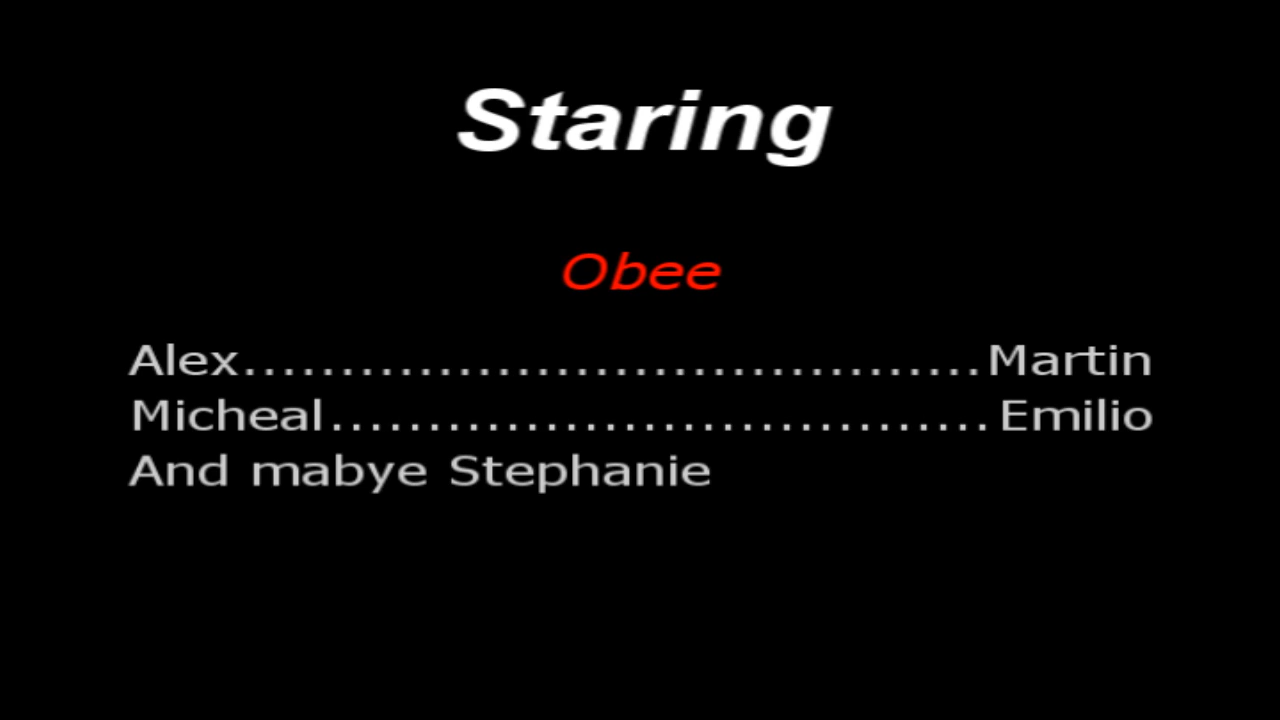 Staring
Obee
Alex......................................Martin
Micheal..................................Emilio
And mabye Stephanie